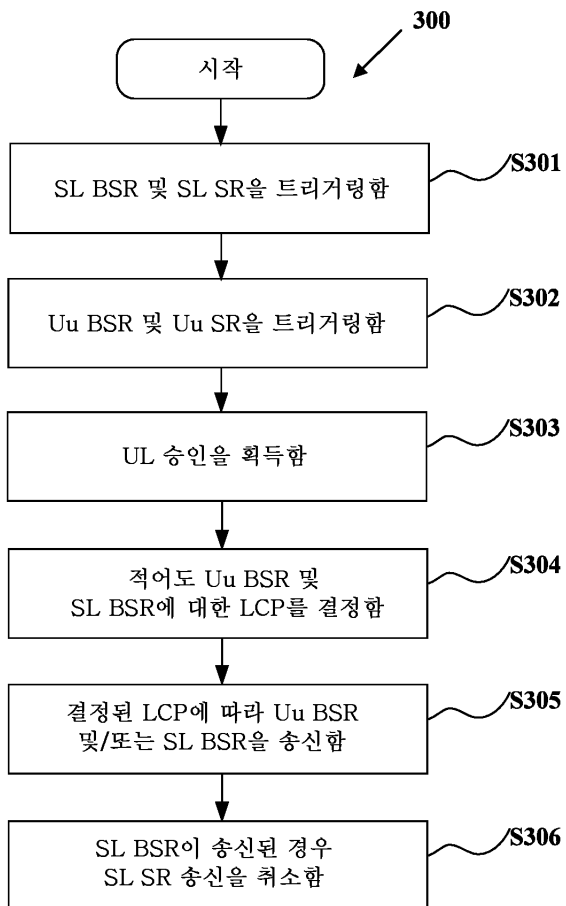 300
시작
SL BSR 및 SL SR을 트리거링함
S301
Uu BSR 및 Uu SR을 트리거링함
S302
UL 승인을 획득함
S303
적어도 Uu BSR 및
SL BSR에 대한 LCP를 결정함
S304
결정된 LCP에 따라 Uu BSR
및/또는 SL BSR을 송신함
S305
SL BSR이 송신된 경우
SL SR 송신을 취소함
S306